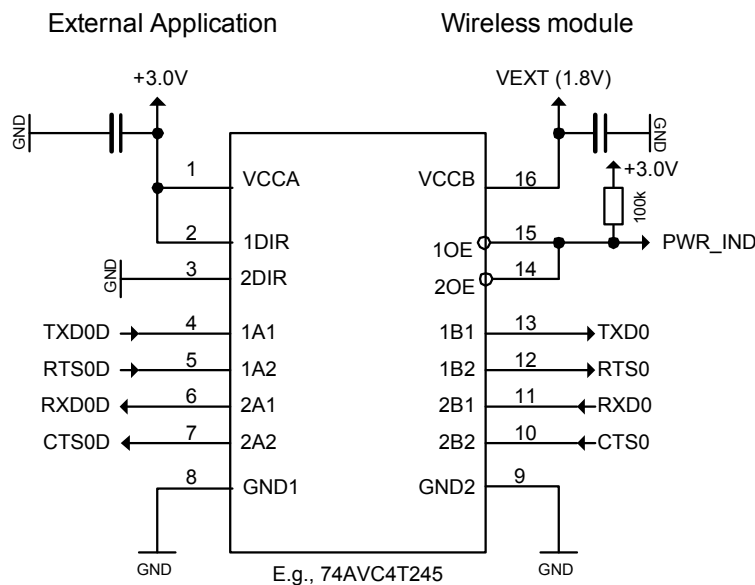 External Application
Wireless module
+3.0V
VEXT (1.8V)
GND
GND
+3.0V
100k
1
VCCA
VCCB
16
2
1DIR
1OE
15
PWR_IND
GND
3
2DIR
2OE
14
TXD0D
4
1A1
1B1
13
TXD0
RTS0D
5
1A2
1B2
12
RTS0
RXD0D
6
2A1
2B1
11
RXD0
CTS0D
7
2A2
2B2
10
CTS0
8
GND1
GND2
9
GND
GND
E.g., 74AVC4T245